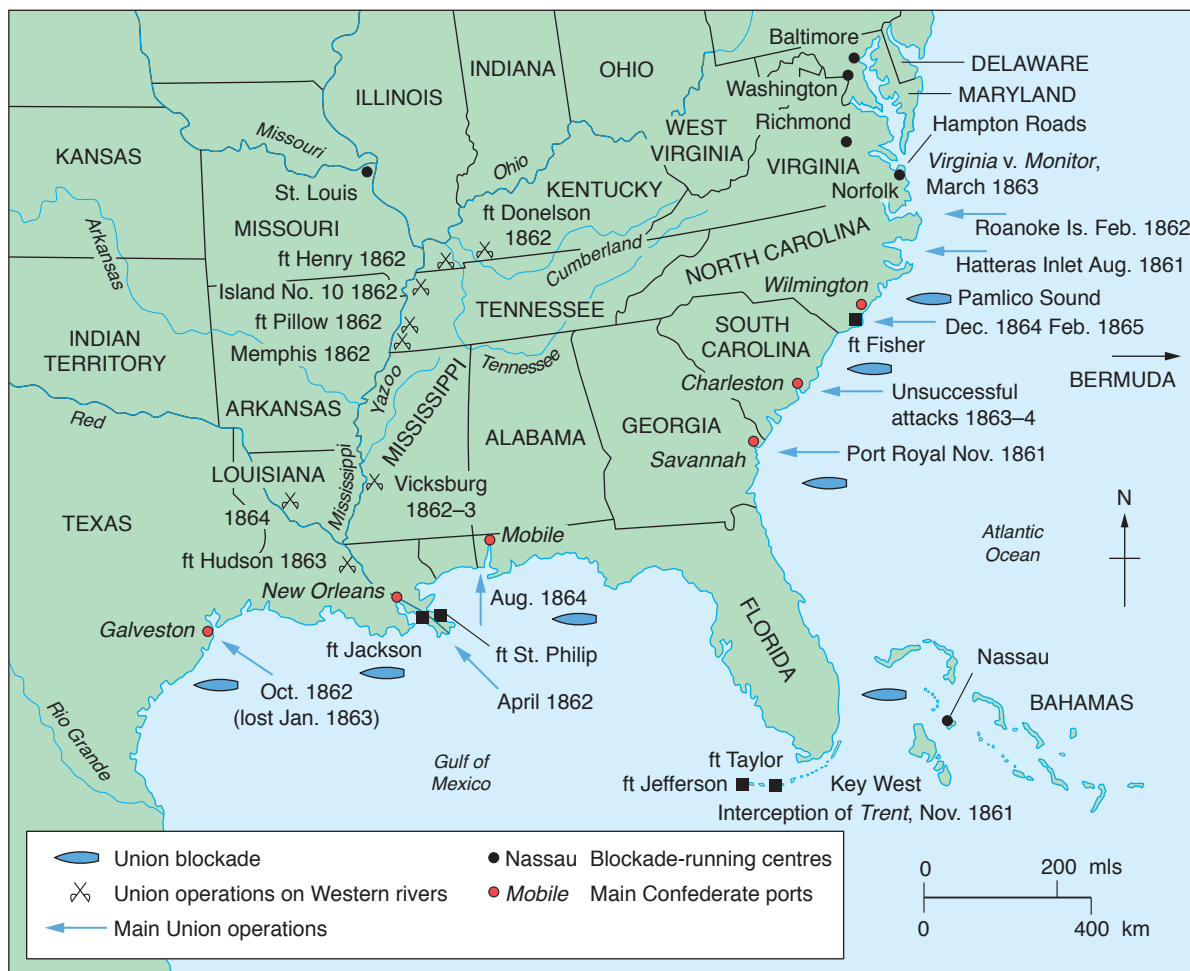 Baltimore
INDIANA
OHIO
DELAWARE
ILLINOIS
Washington
MARYLAND
Missouri
WEST
VIRGINIA
Richmond
Hampton Roads
KANSAS
Ohio
VIRGINIA
Virginia v. Monitor,
March 1863
St. Louis
KENTUCKY
Norfolk
ft Donelson
1862
Roanoke Is. Feb. 1862
Arkansas
MISSOURI
ft Henry 1862
Cumberland
NORTH CAROLINA
Hatteras Inlet Aug. 1861
Island No. 10 1862
Wilmington
Pamlico Sound
TENNESSEE
ft Pillow 1862
SOUTH
CAROLINA
Dec. 1864 Feb. 1865
INDIAN
TERRITORY
Memphis 1862
ft Fisher
Tennessee
BERMUDA
Yazoo
MISSISSIPPI
Charleston
Unsuccessful
attacks 1863–4
Red
ARKANSAS
ALABAMA
GEORGIA
Savannah
Port Royal Nov. 1861
LOUISIANA
Mississippi
Vicksburg
1862–3
N
TEXAS
1864
Mobile
Atlantic
Ocean
ft Hudson 1863
New Orleans
Aug. 1864
Galveston
FLORIDA
ft Jackson
ft St. Philip
Nassau
Oct. 1862
(lost Jan. 1863)
April 1862
BAHAMAS
Rio Grande
Gulf of
Mexico
ft Taylor
ft Jefferson
Key West
Interception of Trent, Nov. 1861
Union blockade
Nassau Blockade-running centres
Union operations on Western rivers
Mobile Main Confederate ports
Main Union operations
0 200 mls
0 400 km